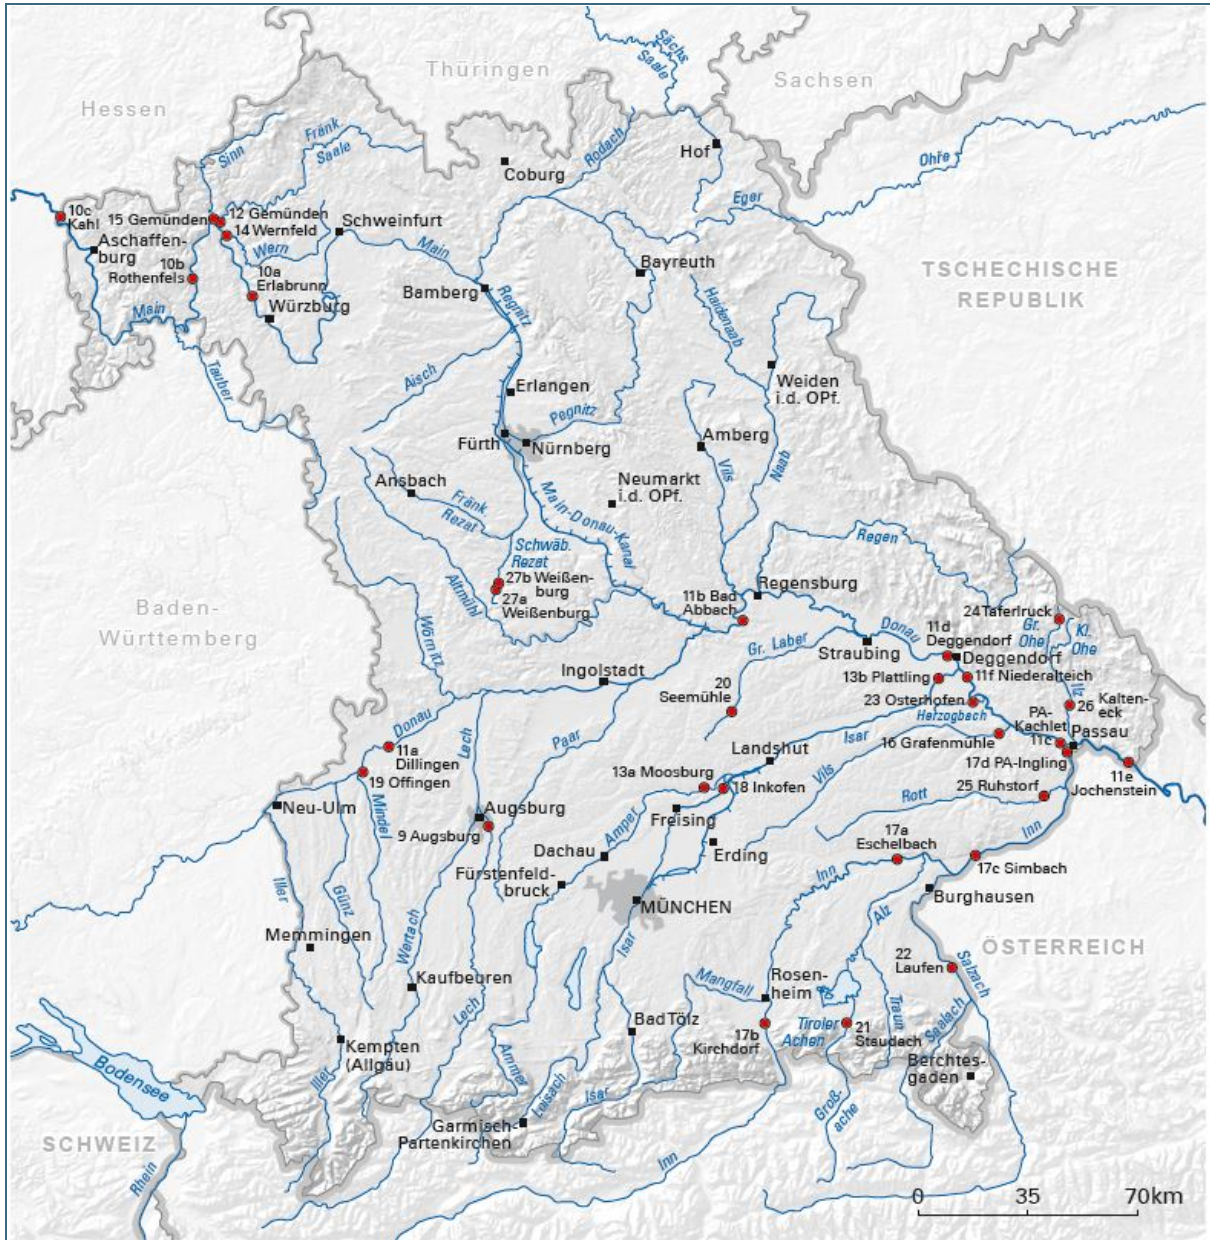 Thüringen
Sachsen
Hessen
Sächs.
Saale
Hof
Coburg
Rodach
Sinn
Fränk.
Saale
Ohře
Eger
10c
Kahl
15 Gemünden
12 Gemünden
14 Wernfeld
Schweinfurt
Aschaffen-
burg
Wern
Main
10b
Rothenfels
10a
Erlabrunn
Würzburg
Main
Bamberg
Regnitz
Bayreuth
Haidenaab
TSCHECHISCHE
REPUBLIK
Tauber
Aisch
Erlangen
Pegnitz
Fürth
Nürnberg
Weiden
i.d. OPf.
Amberg
Vils
Naab
Ansbach
Fränk.
Rezat
Neumarkt
i.d. OPf.
Main-Donau-Kanal
Schwäb.
Rezat
Regen
27b Weißen-
burg
27a
Weißenburg
Altmühl
Baden-
Württemberg
Wörnitz
Regensburg
11b Bad
Abbach
Donau
24 Taferlruck
Gr.
Ohe
Kl.
Ohe
11d
Deggendorf
Deggendorf
Gr. Laber
Straubing
Ingolstadt
20
Seemühle
13b Plattling
11f Niederalteich
Ilz
23 Osterhofen
26 Kalten-
eck
Herzogbach
PA-
Kachlet
11c
Passau
Donau
11a
Dillingen
19 Offingen
Lech
Paar
Landshut
Isar
16 Grafenmühle
17d PA-Ingling
11e
Jochenstein
13a Moosburg
18 Inkofen
Vils
25 Ruhstorf
Rott
Neu-Ulm
Mindel
Augsburg
9 Augsburg
Freising
Amper
Dachau
Erding
17a
Eschelbach
Inn
Inn
17c Simbach
Fürstenfeld-
bruck
Burghausen
Iller
Günz
MÜNCHEN
Alz
Memmingen
Wertach
Isar
ÖSTERREICH
22
Laufen
Salzach
Kaufbeuren
Lech
Mangfall
Rosen-
heim
Traun
Saalach
Bad Tölz
17b
Kirchdorf
Tiroler
Achen
21
Staudach
Kempten
(Allgäu)
Ammer
Berchtes-
gaden
Bodensee
Iller
Loisach
Isar
Groß-
ache
Garmisch-
Partenkirchen
SCHWEIZ
Rhein
Inn
0 35 70km